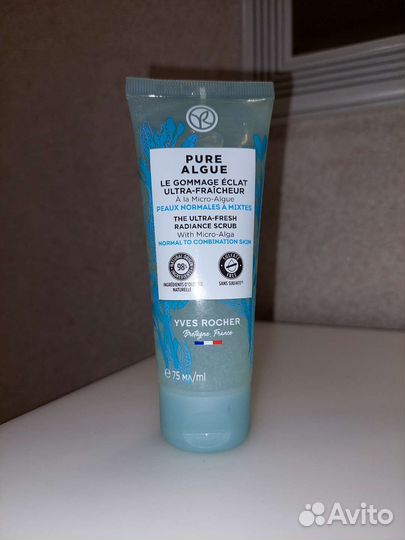 PURE
ALGUE
LE GOMMAGE ÉCLAT
ULTRA-FRAÎCHEUR
À la Micro-Algue
PEAUX NORMALES À MIXTES
THE ULTRA-FRESH
RADIANCE SCRUB
With Micro-Alga
NORMAL TO COMBINATION SKIN
98%
SULFATE
FREE
INGRÉDIENTS D'ORIGINE
NATURELLE
SANS SULFATE*
YVES ROCHER
Bretagne, France
e 75 мл/ml
Avito